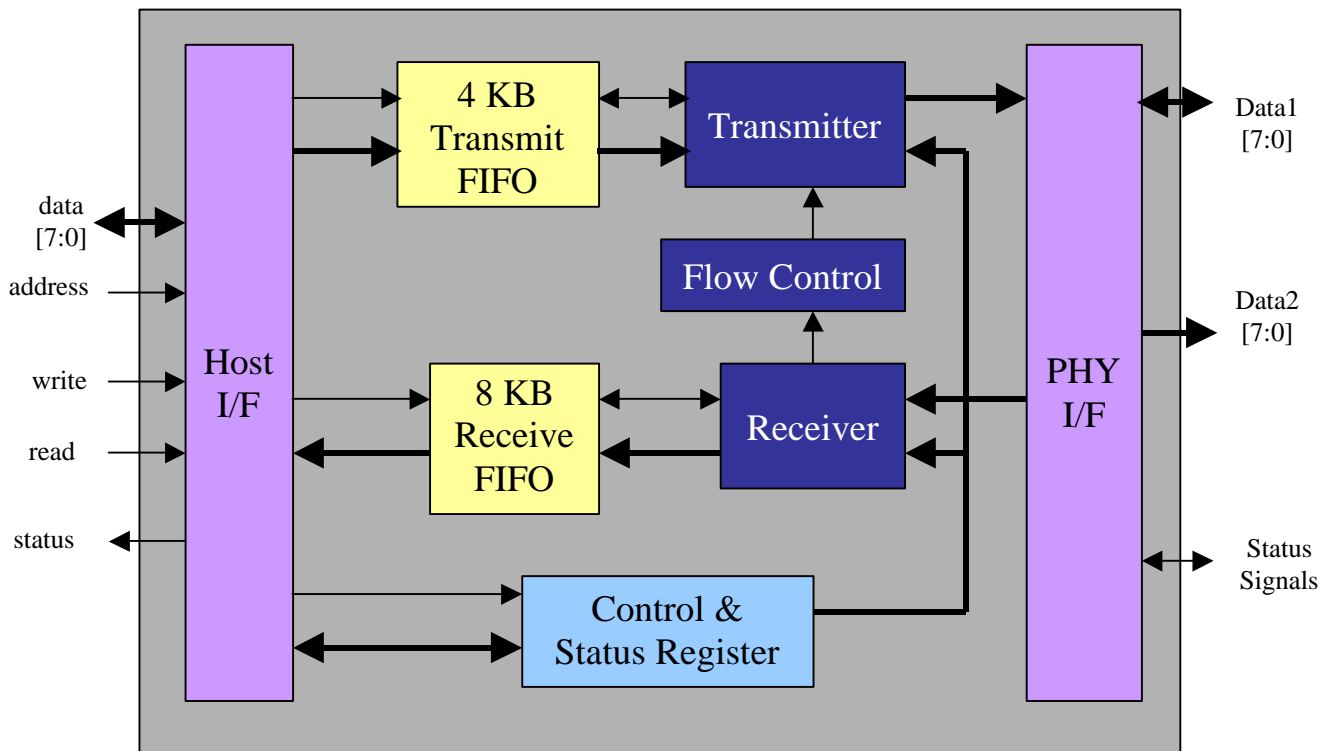 4 KB
Transmit
FIFO
Transmitter
Data1
[7:0]
data
[7:0]
Flow Control
address
Data2
[7:0]
write
Host
I/F
8 KB
Receive
FIFO
Receiver
PHY
I/F
read
status
Status
Signals
Control &
Status Register